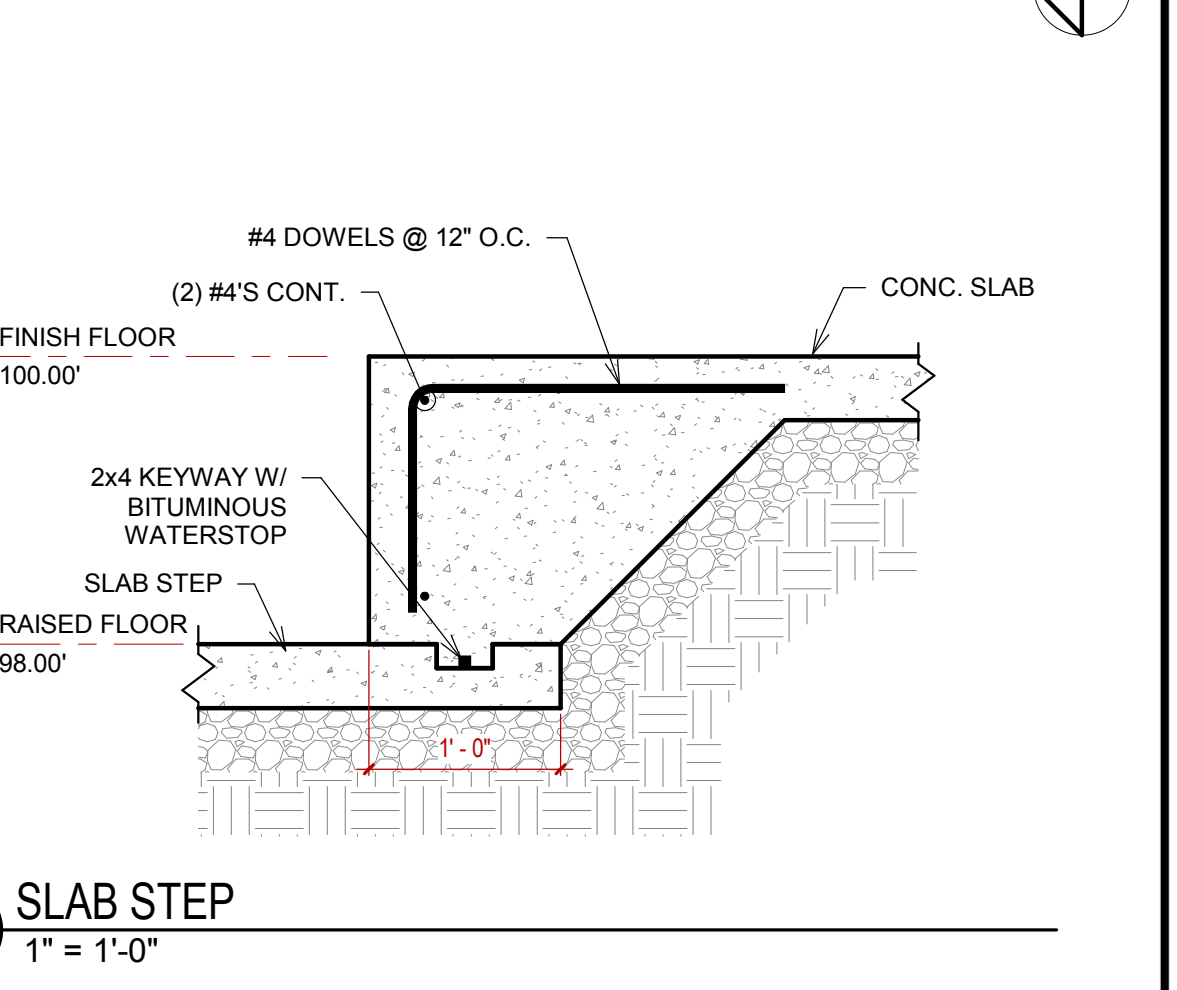 #4 DOWELS @ 12" O.C.
(2) #4'S CONT.
CONC. SLAB
FINISH FLOOR
100.00'
2x4 KEYWAY W/
BITUMINOUS
WATERSTOP
SLAB STEP
RAISED FLOOR
98.00'
1' - 0"
SLAB STEP
1" = 1'-0"